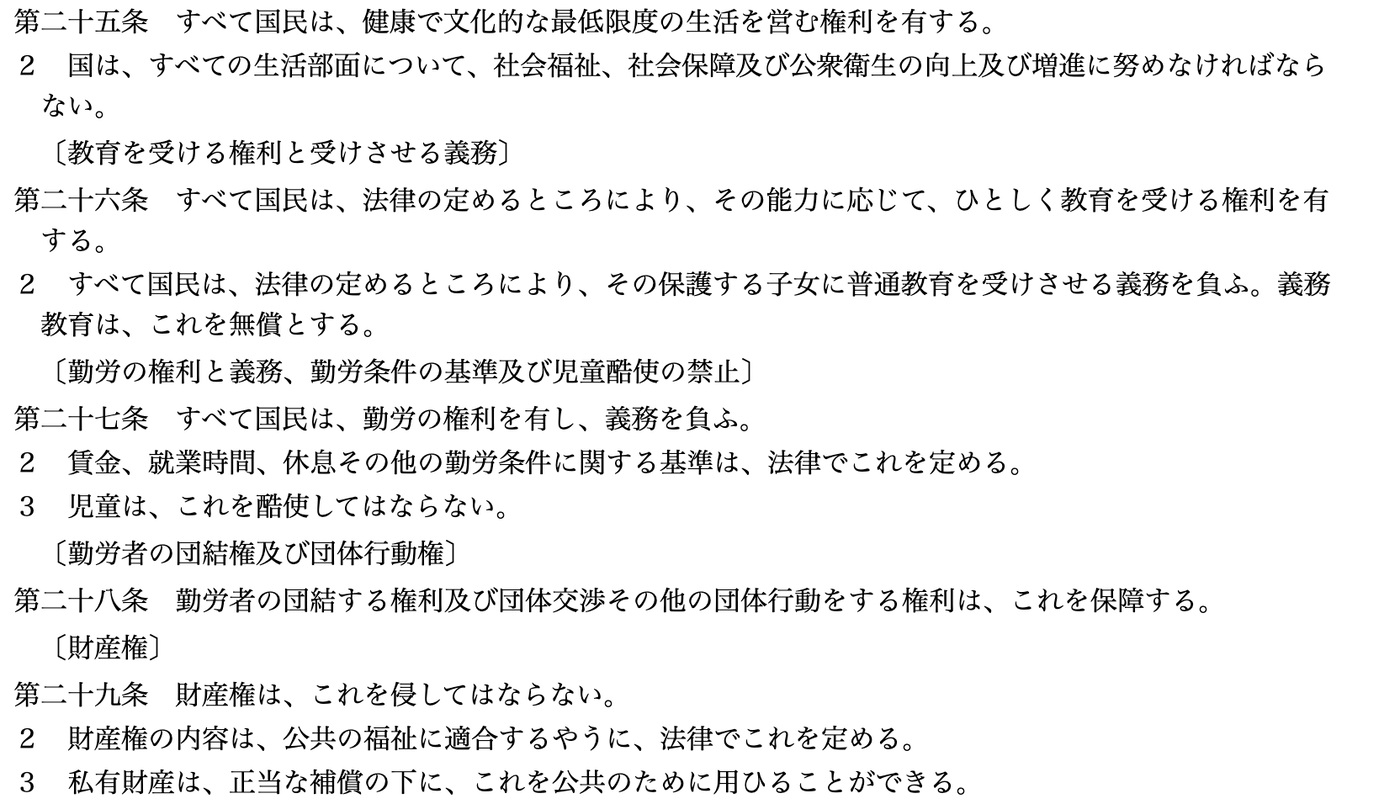 第二十五条　すべて国民は、健康で文化的な最低限度の生活を営む権利を有する。
２　国は、すべての生活部面について、社会福祉、社会保障及び公衆衛生の向上及び増進に努めなければなら
ない。
〔教育を受ける権利と受けさせる義務〕
第二十六条　すべて国民は、法律の定めるところにより、その能力に応じて、ひとしく教育を受ける権利を有
する。
２　すべて国民は、法律の定めるところにより、その保護する子女に普通教育を受けさせる義務を負ふ。義務
教育は、これを無償とする。
〔勤労の権利と義務、勤労条件の基準及び児童酷使の禁止〕
第二十七条　すべて国民は、勤労の権利を有し、義務を負ふ。
２　賃金、就業時間、休息その他の勤労条件に関する基準は、法律でこれを定める。
３　児童は、これを酷使してはならない。
〔勤労者の団結権及び団体行動権〕
第二十八条　勤労者の団結する権利及び団体交渉その他の団体行動をする権利は、これを保障する。
〔財産権〕
第二十九条　財産権は、これを侵してはならない。
２　財産権の内容は、公共の福祉に適合するやうに、法律でこれを定める。
３　私有財産は、正当な補償の下に、これを公共のために用ひることができる。